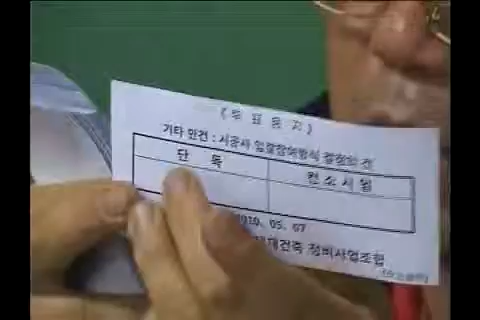 (투표용지)
기타 안건 : 시공사 입찰참여방식 결정의 건
단 독 컨소시엄
2010. 05. 07
재건축 정비사업조합